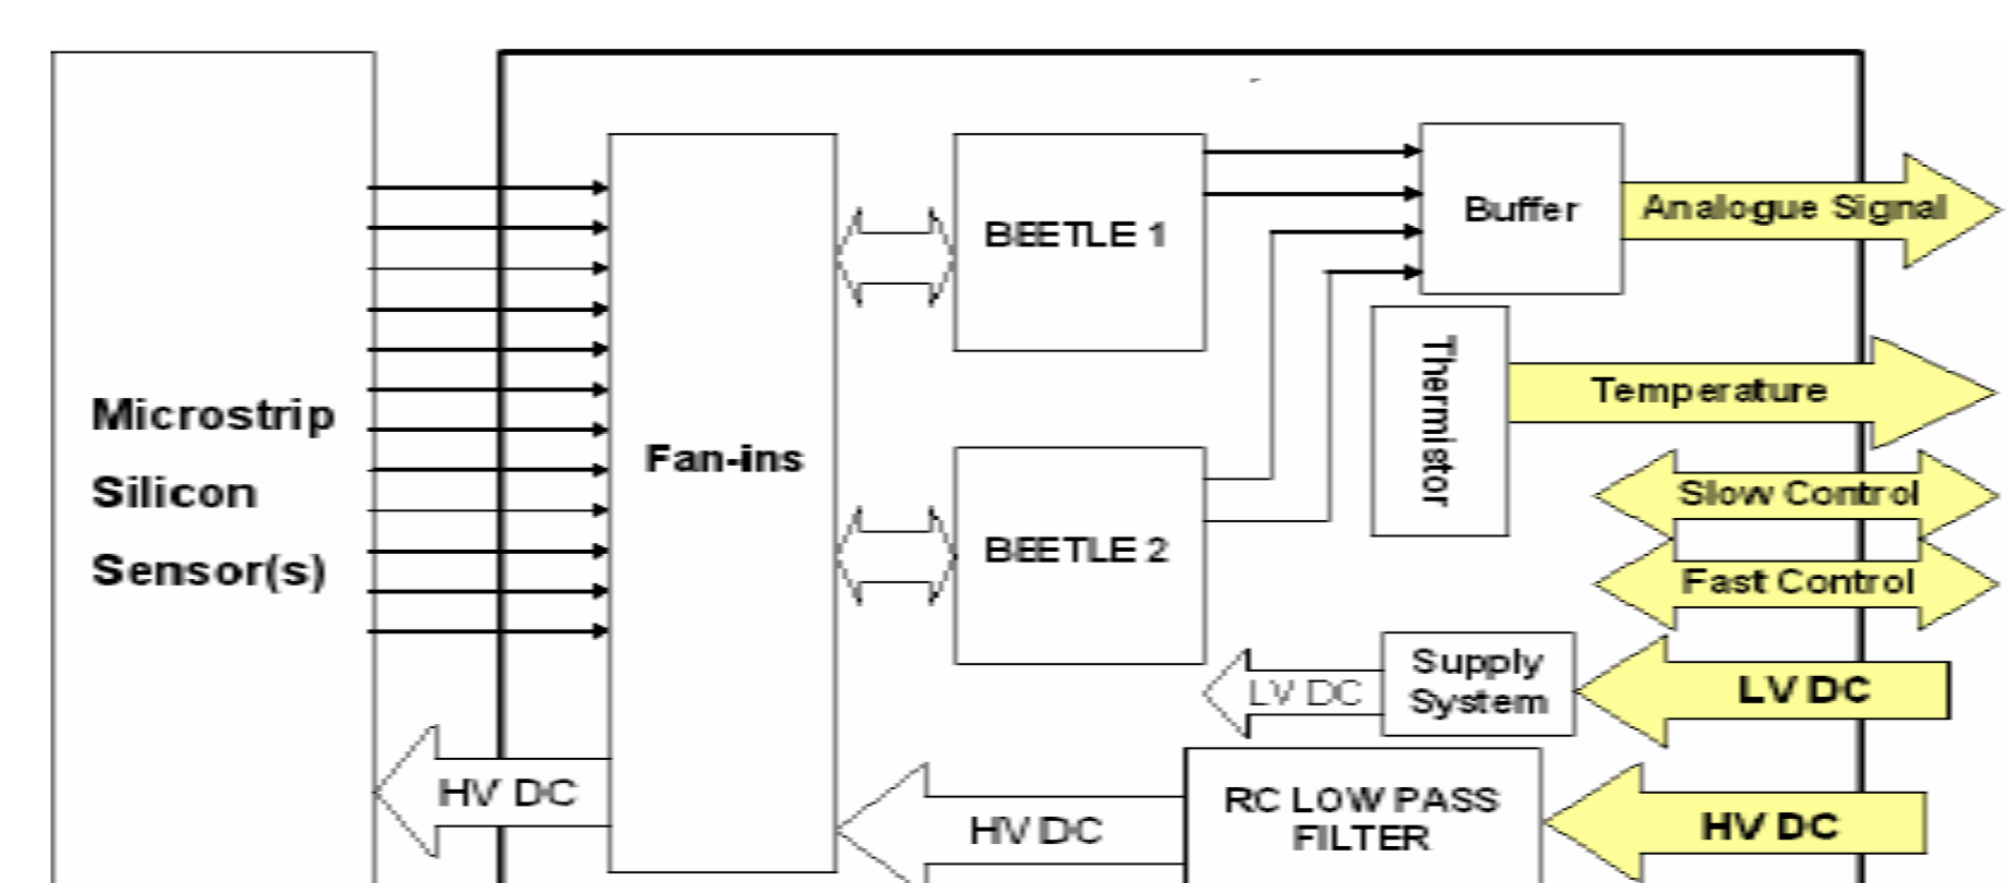 Microstrip
Silicon
Sensor(s)
Fan-ins
BEETLE 1
BEETLE 2
Buffer
Thermistor
Analogue Signal
Temperature
Slow Control
Fast Control
Supply
System
LV DC
LV DC
HV DC
HV DC
RC LOW PASS
FILTER
HV DC